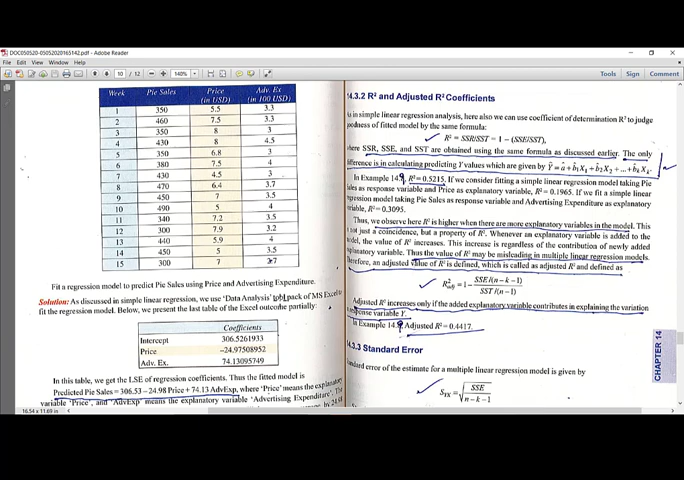 DOC050520-05052020165142.pdf - Adobe Reader
File Edit View Window Help
10 / 12
140%
Tools Sign Comment
Week Pie Sales Price (in USD) Adv. Ex (in 100 USD)
1 350 5.5 3.3
2 460 7.5 3.3
3 350 8 3
4 430 8 4.5
5 350 6.8 3
6 380 7.5 4
7 430 4.5 3
8 470 6.4 3.7
9 450 7 3.5
10 490 5 4
11 340 7.2 3.5
12 300 7.9 3.2
13 440 5.9 4
14 450 5 3.5
15 300 7 2.7
Fit a regression model to predict Pie Sales using Price and Advertising Expenditure.
Solution: As discussed in simple linear regression, we use 'Data Analysis' tool pack of MS Excel to
fit the regression model. Below, we present the last table of the Excel outcome partially:
Coefficients
Intercept 306.5261933
Price -24.97508952
Adv. Ex. 74.13095749
In this table, we get the LSE of regression coefficients. Thus the fitted model is
Predicted Pie Sales = 306.53 -24.98 Price + 74.13 AdvExp, where 'Price' means the explanatory
variable 'Price', and "AdvExp" means the explanatory variable 'Advertising Expenditure'.
16.54 x 11.69 in
14.3.2 R² and Adjusted R² Coefficients
As in simple linear regression analysis, here also we can use coefficient of determination R² to judge
goodness of fitted model by the same formula:
R² = SSR/SST = 1 − (SSE/SST),
where SSR, SSE, and SST are obtained using the same formula as discussed earlier. The only
difference is in calculating predicting Y values which are given by Ŷ = â + b̂₁X₁ + b̂₂X₂ + ... + b̂ₖXₖ.
In Example 14.9, R² = 0.5215. If we consider fitting a simple linear regression model taking Pie
Sales as response variable and Price as explanatory variable, R² = 0.1965. If we fit a simple linear
regression model taking Pie Sales as response variable and Advertising Expenditure as explanatory
variable, R² = 0.3095.
Thus, we observe here R² is higher when there are more explanatory variables in the model. This
is not just a coincidence, but a property of R². Whenever an explanatory variable is added to the
model, the value of R² increases. This increase is regardless of the contribution of newly added
explanatory variable. Thus the value of R² may be misleading in multiple linear regression models.
Therefore, an adjusted value of R² is defined, which is called as adjusted R² and defined as
R²adj = 1 − SSE/(n−k−1) / SST/(n−1)
Adjusted R² increases only if the added explanatory variable contributes in explaining the variation
response variable Y.
In Example 14.9, Adjusted R² = 0.4417.
14.3.3 Standard Error
Standard error of the estimate for a multiple linear regression model is given by
S_YX = √(SSE / n−k−1)
CHAPTER 14